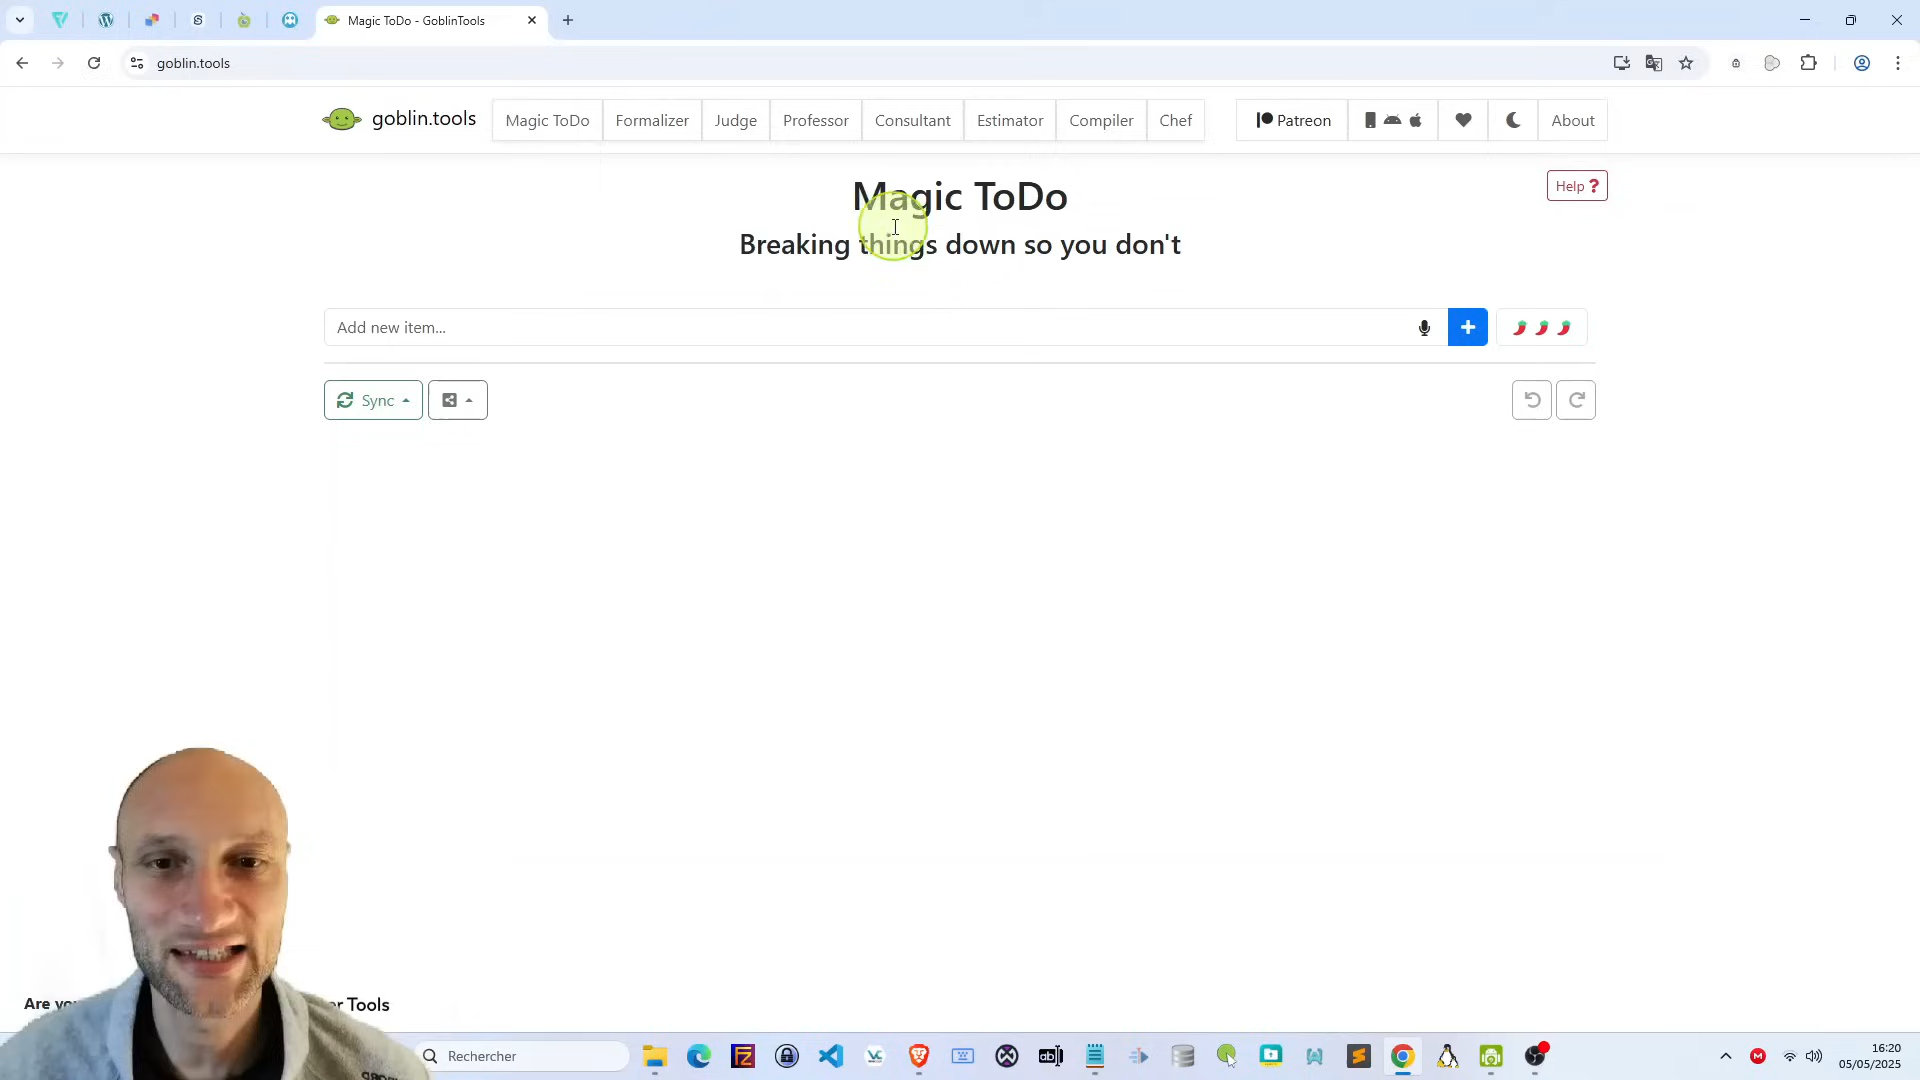 Magic ToDo - GoblinTools
goblin.tools
goblin.tools
Magic ToDo
Formalizer
Judge
Professor
Consultant
Estimator
Compiler
Chef
Patreon
About
Magic ToDo
Help ?
Breaking things down so you don't
Add new item...
Sync
Are yo
r Tools
Rechercher
16:20
05/05/2025